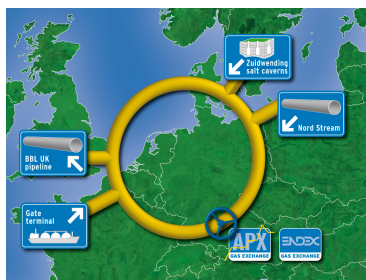 Zuidwending
salt caverns
Nord Stream
BBL UK
pipeline
Gate
terminal
APX
GAS EXCHANGE
ENDEX
GAS EXCHANGE